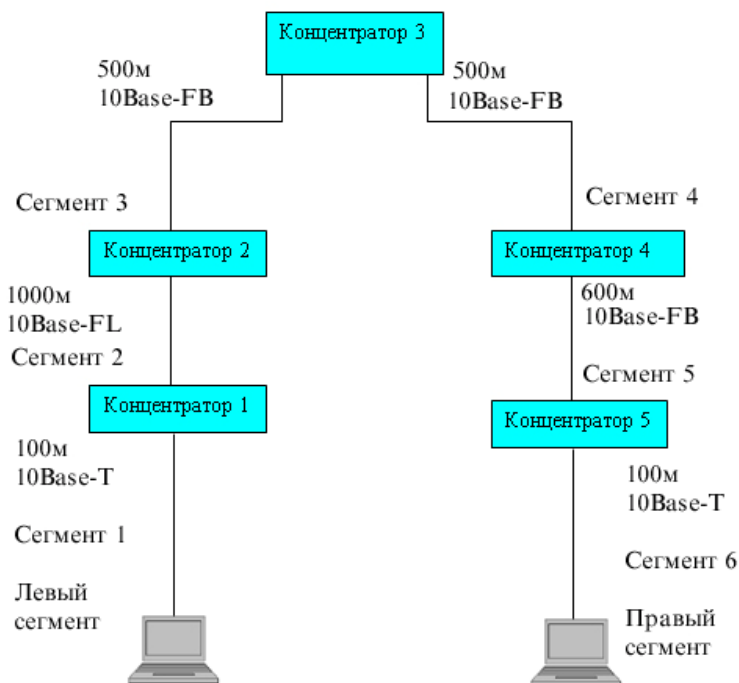 Концентратор 3
500м
10Base-FB
500м
10Base-FB
Сегмент 3
Сегмент 4
Концентратор 2
Концентратор 4
1000м
10Base-FL
Сегмент 2
600м
10Base-FB
Сегмент 5
Концентратор 1
Концентратор 5
100м
10Base-T
100м
10Base-T
Сегмент 1
Сегмент 6
Левый
сегмент
Правый
сегмент